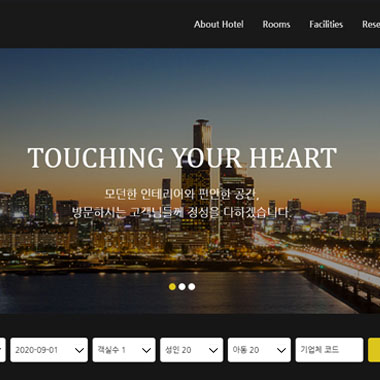 About Hotel Rooms Facilities Rese
TOUCHING YOUR HEART
모던한 인테리어와 편안한 공간,
방문하시는 고객님들께 정성을 다하겠습니다.
2020-09-01 객실수 1 성인 20 아동 20 기업체 코드